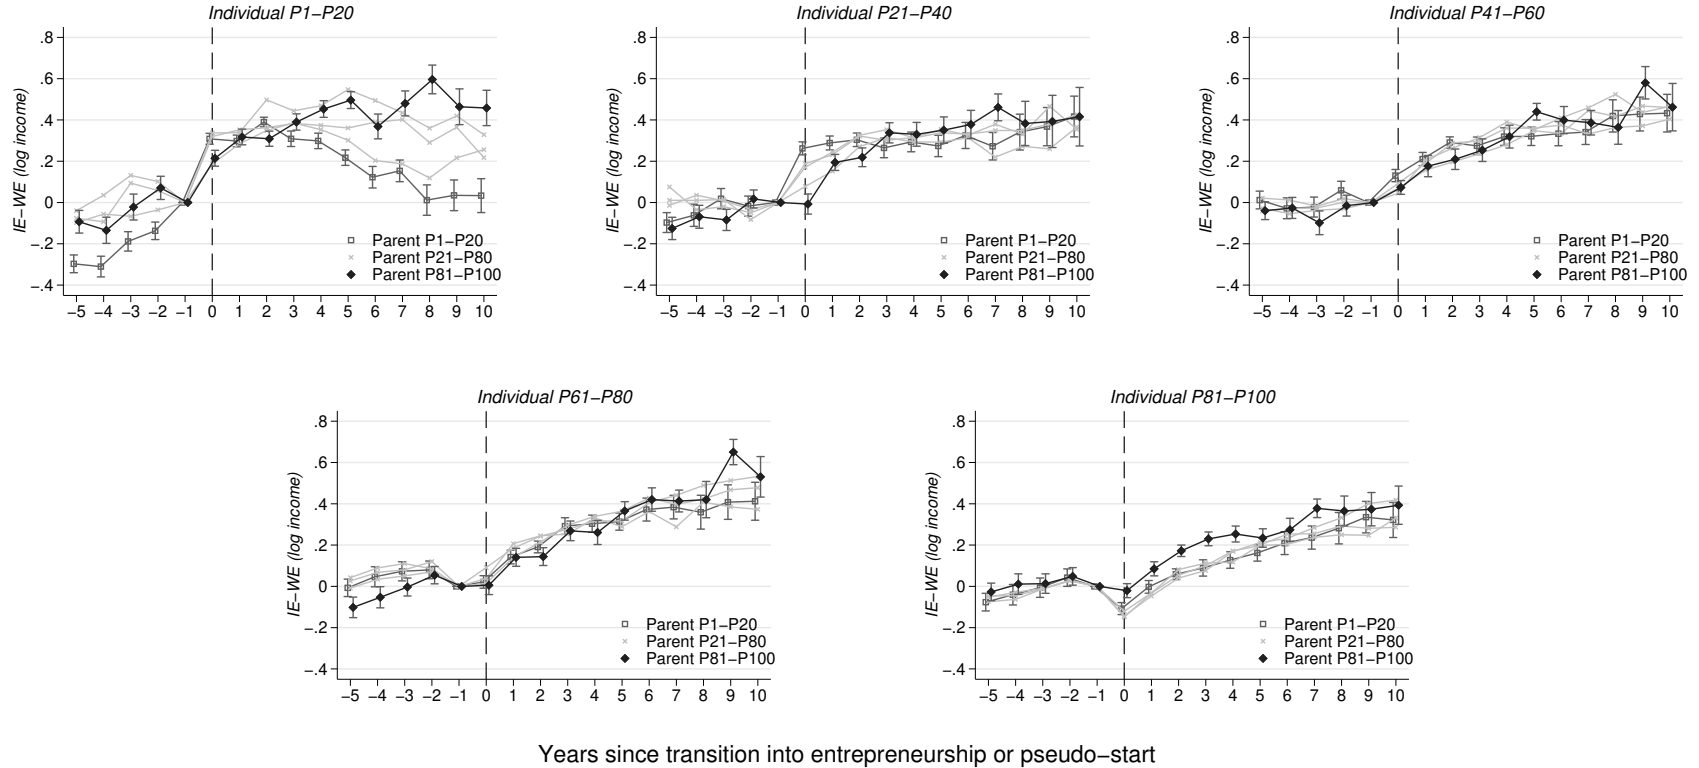 Individual P1−P20
IE−WE (log income)
.8
.6
.4
.2
0
−.2
−.4
−5 −4 −3 −2 −1 0 1 2 3 4 5 6 7 8 9 10
Parent P1−P20
Parent P21−P80
Parent P81−P100
Individual P21−P40
IE−WE (log income)
.8
.6
.4
.2
0
−.2
−.4
−5 −4 −3 −2 −1 0 1 2 3 4 5 6 7 8 9 10
Parent P1−P20
Parent P21−P80
Parent P81−P100
Individual P41−P60
IE−WE (log income)
.8
.6
.4
.2
0
−.2
−.4
−5 −4 −3 −2 −1 0 1 2 3 4 5 6 7 8 9 10
Parent P1−P20
Parent P21−P80
Parent P81−P100
Individual P61−P80
IE−WE (log income)
.8
.6
.4
.2
0
−.2
−.4
−5 −4 −3 −2 −1 0 1 2 3 4 5 6 7 8 9 10
Parent P1−P20
Parent P21−P80
Parent P81−P100
Individual P81−P100
IE−WE (log income)
.8
.6
.4
.2
0
−.2
−.4
−5 −4 −3 −2 −1 0 1 2 3 4 5 6 7 8 9 10
Parent P1−P20
Parent P21−P80
Parent P81−P100
Years since transition into entrepreneurship or pseudo−start